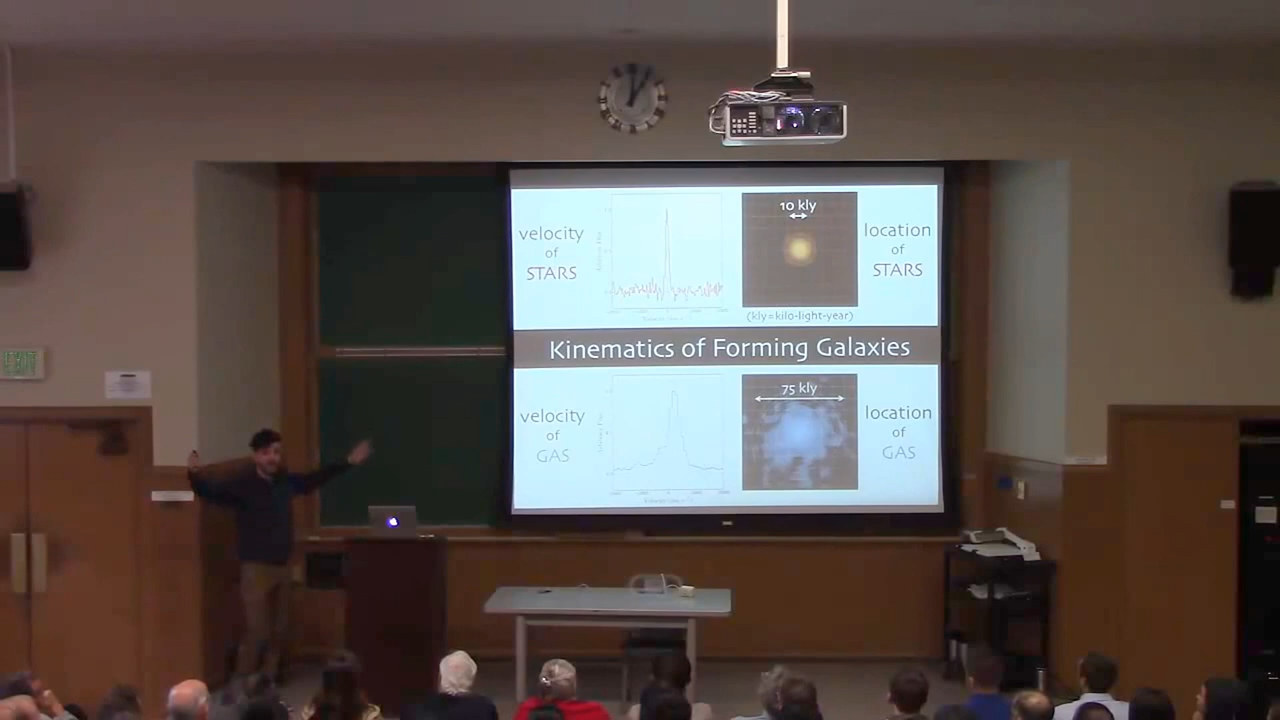 velocity
of
STARS
10 kly
location
of
STARS
(kly=kilo-light-year)
Kinematics of Forming Galaxies
velocity
of
GAS
75 kly
location
of
GAS
EXIT